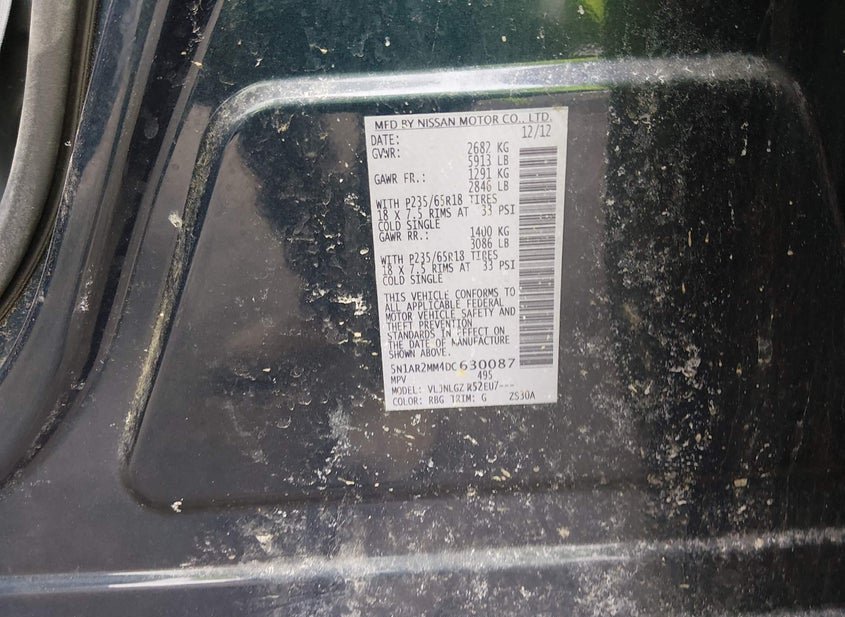 MFD BY NISSAN MOTOR CO., LTD.
DATE: 12/12
GVWR: 2682 KG
5913 LB
GAWR FR.: 1291 KG
2846 LB
WITH P235/65R18 TIRES
18 X 7.5 RIMS AT 33 PSI
COLD SINGLE
GAWR RR.: 1400 KG
3086 LB
WITH P235/65R18 TIRES
18 X 7.5 RIMS AT 33 PSI
COLD SINGLE
THIS VEHICLE CONFORMS TO
ALL APPLICABLE FEDERAL
MOTOR VEHICLE SAFETY AND
THEFT PREVENTION
STANDARDS IN EFFECT ON
THE DATE OF MANUFACTURE
SHOWN ABOVE.
5N1AR2MM4DC630087
MPV 495
MODEL:
COLOR: RBG TRIM: G ZS30A